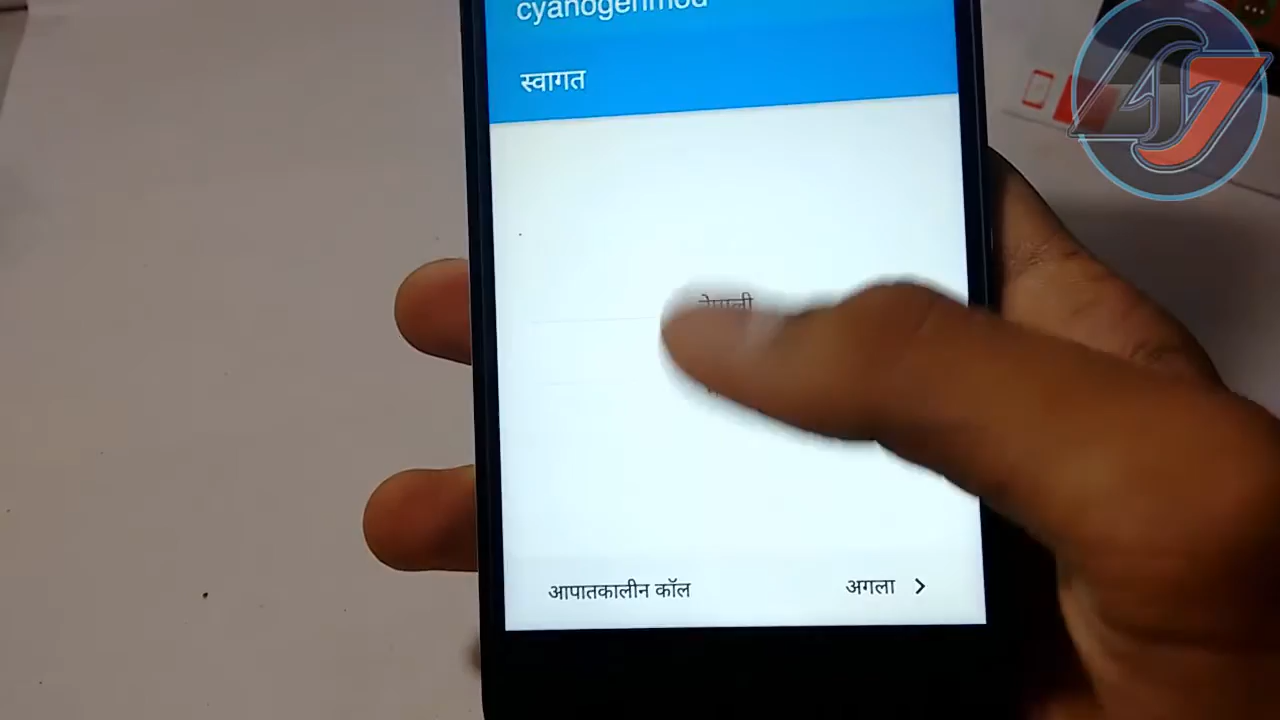 cyanogenmod
स्वागत
नेपाली
आपातकालीन कॉल
अगला